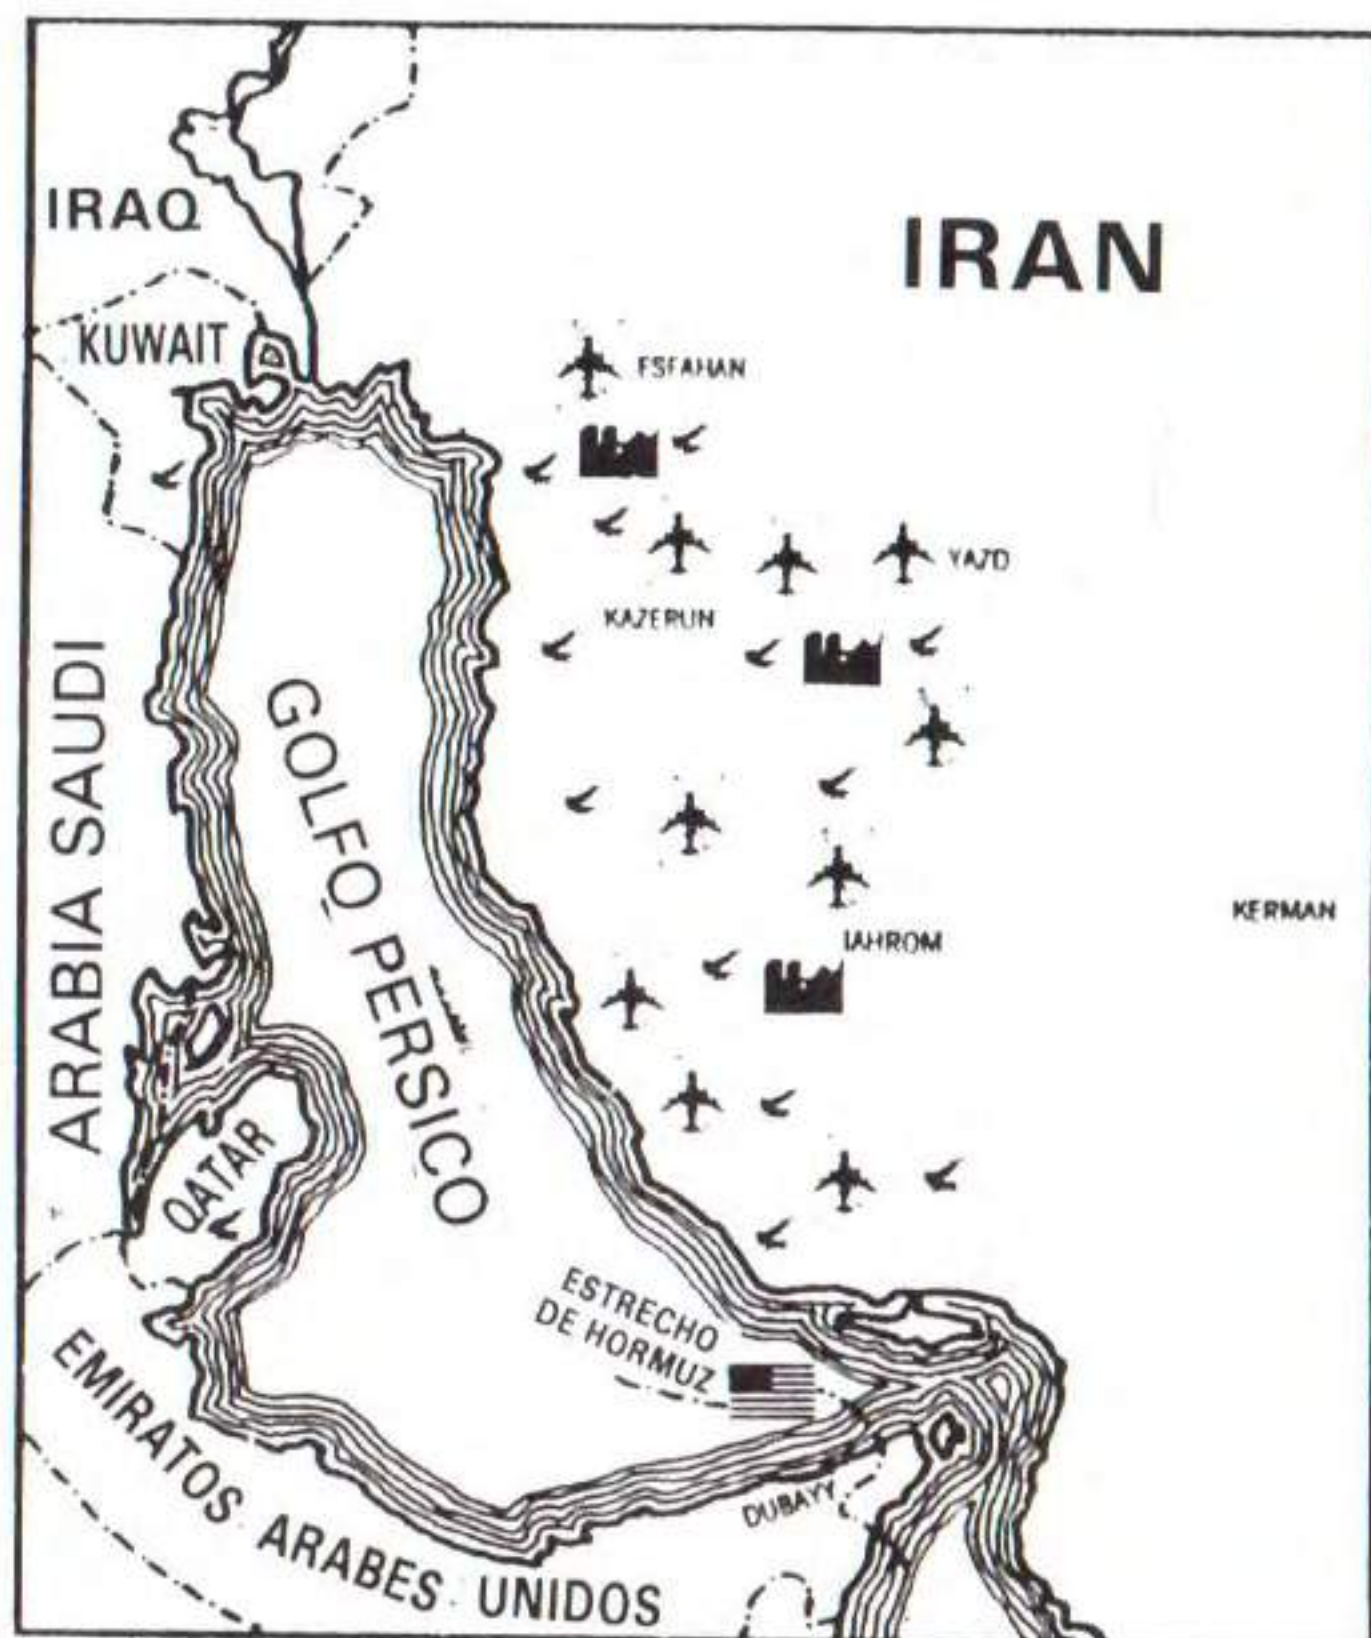 IRAQ
IRAN
KUWAIT
ESFAHAN
YAZD
KAZERUN
ARABIA SAUDI
GOLFO PERSICO
KERMAN
JAHROM
QATAR
ESTRECHO
DE HORMUZ
EMIRATOS ARABES UNIDOS
DUBAYY